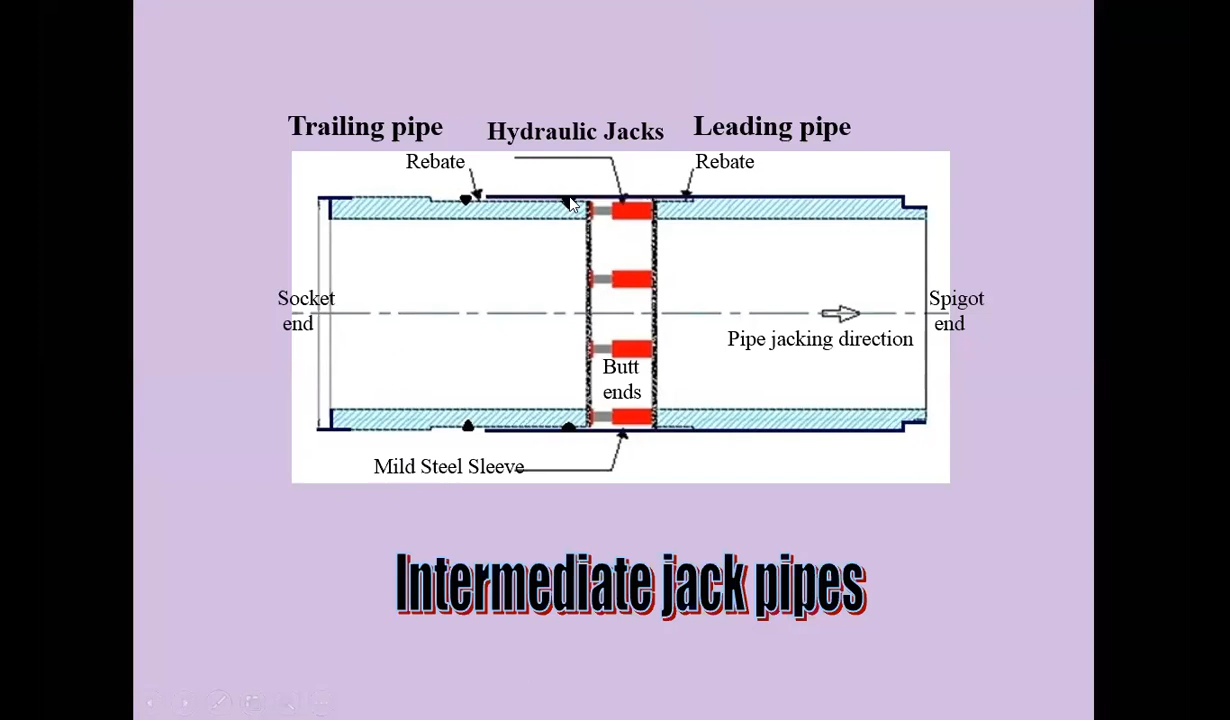 Trailing pipe
Hydraulic Jacks
Leading pipe
Rebate
Rebate
Socket
end
Spigot
end
Pipe jacking direction
Butt
ends
Mild Steel Sleeve
Intermediate jack pipes